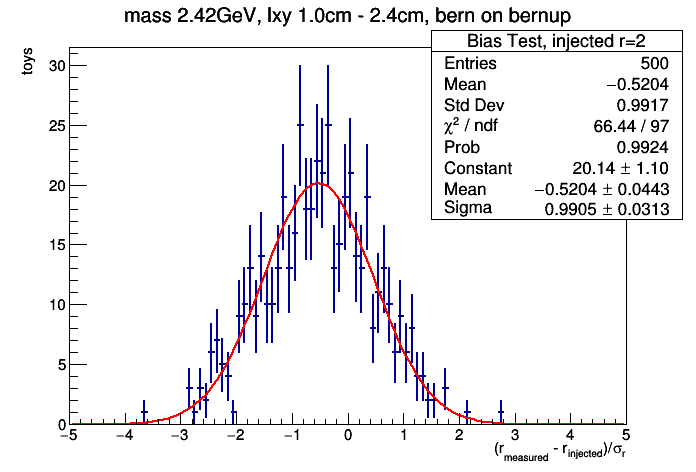 mass 2.42GeV, lxy 1.0cm - 2.4cm, bern on bernup
Bias Test, injected r=2
Entries 500
Mean −0.5204
Std Dev 0.9917
χ² / ndf 66.44 / 97
Prob 0.9924
Constant 20.14 ± 1.10
Mean −0.5204 ± 0.0443
Sigma 0.9905 ± 0.0313
toys
30
25
20
15
10
5
0
−5 −4 −3 −2 −1 0 1 2 3 4 5
(r_measured - r_injected)/σ_r